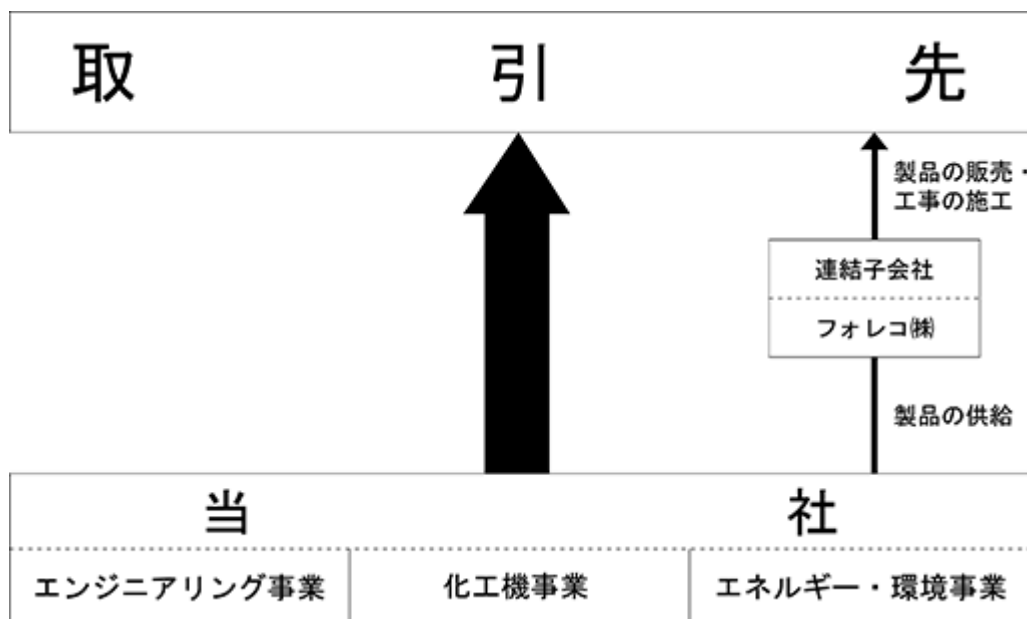 取引先
製品の販売・
工事の施工
連結子会社
フォレコ㈱
製品の供給
当社
エンジニアリング事業
化工機事業
エネルギー・環境事業